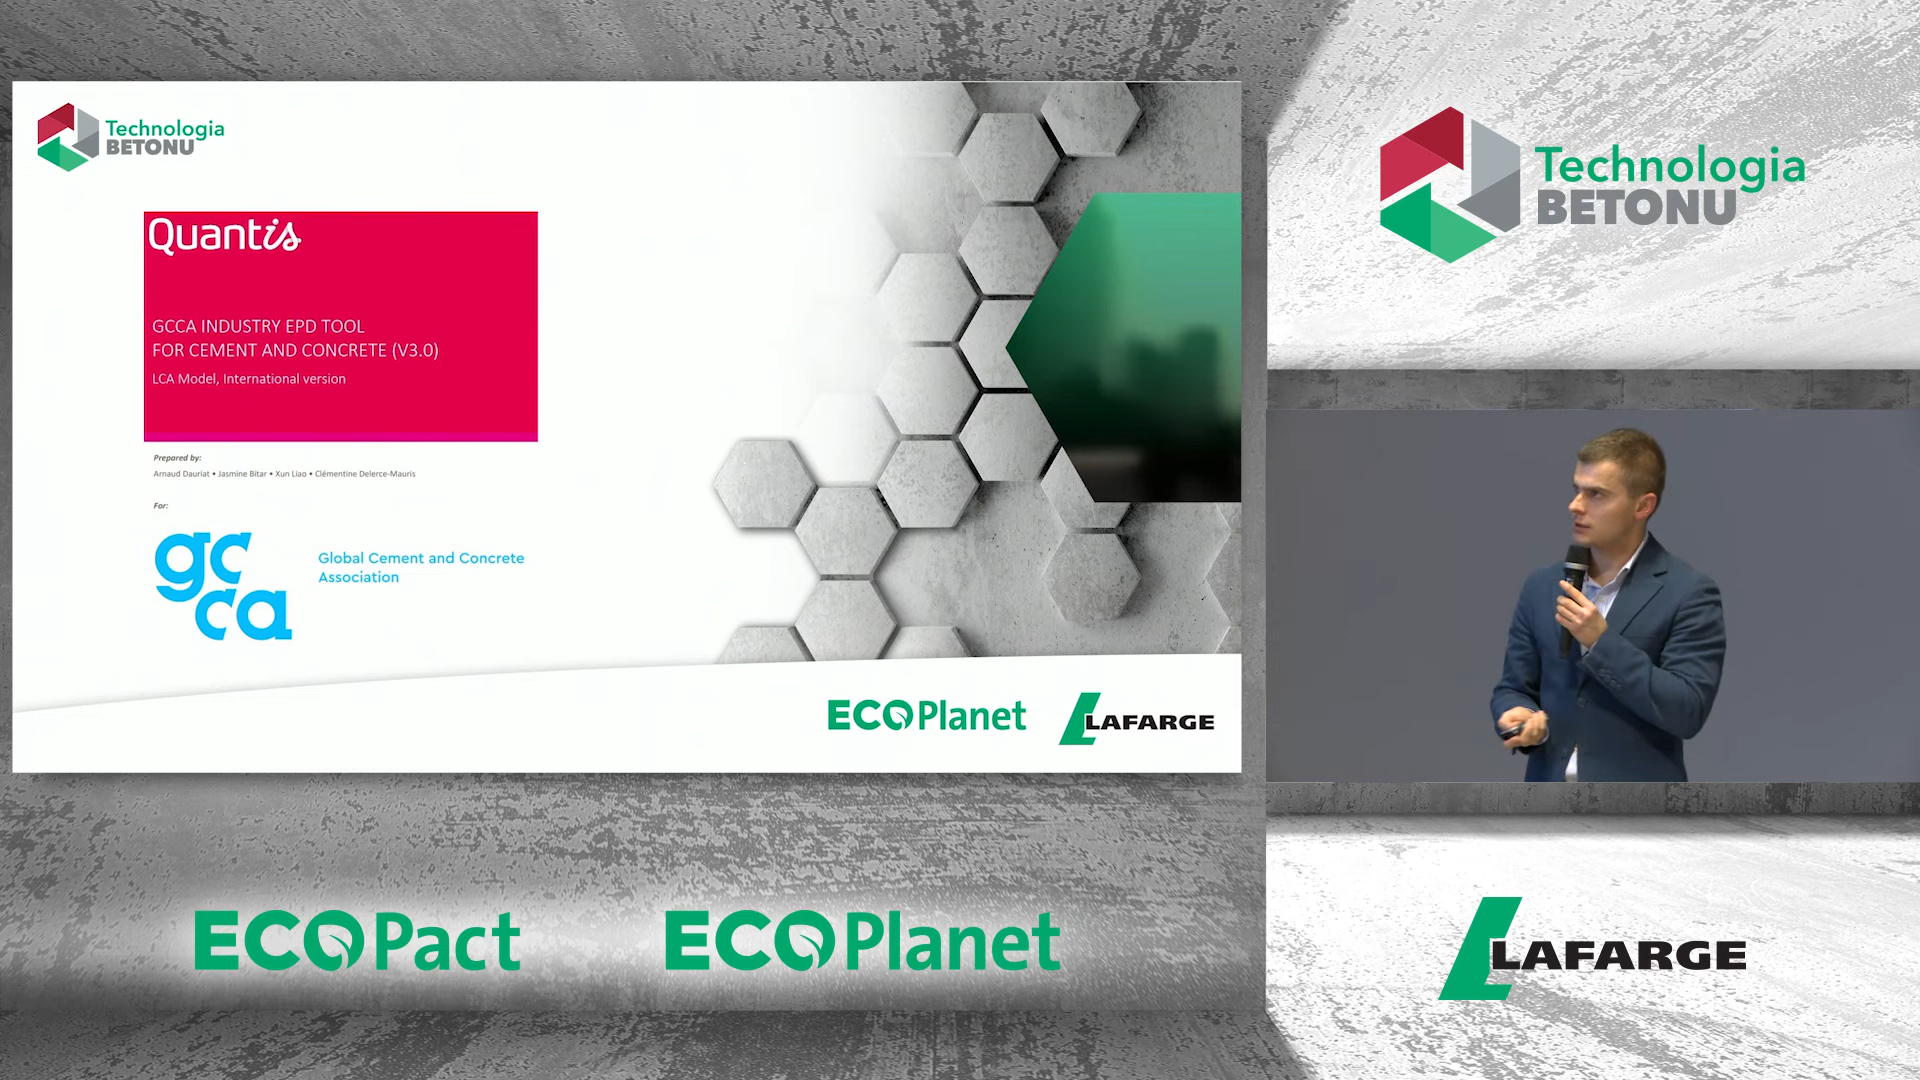 Technologia
BETONU
Quantis
GCCA INDUSTRY EPD TOOL
FOR CEMENT AND CONCRETE (V3.0)
LCA Model, International version
Prepared by:
Arnaud Dauriat • Jasmine Bitar • Xun Liao • Clémentine Delerce-Mauris
For:
gcca
Global Cement and Concrete
Association
ECOPlanet
LAFARGE
Technologia
BETONU
ECOPact
ECOPlanet
LAFARGE